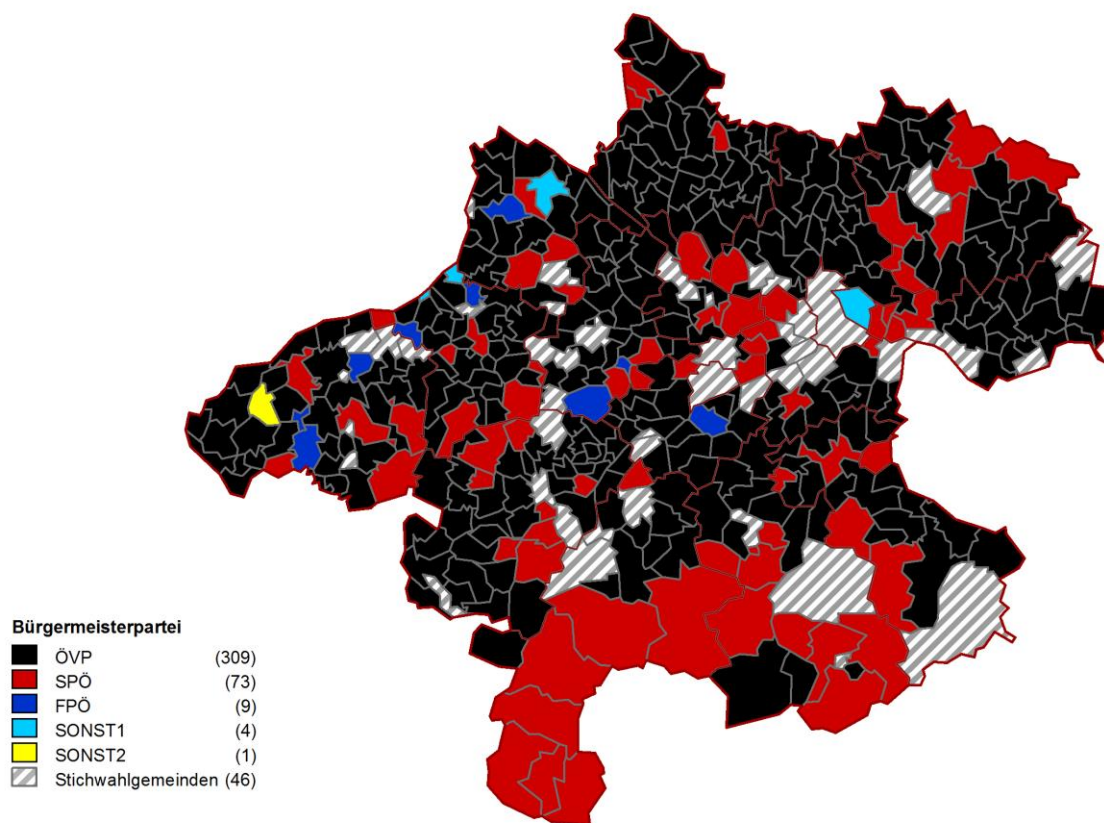 Bürgermeisterpartei
ÖVP (309)
SPÖ (73)
FPÖ (9)
SONST1 (4)
SONST2 (1)
Stichwahlgemeinden (46)